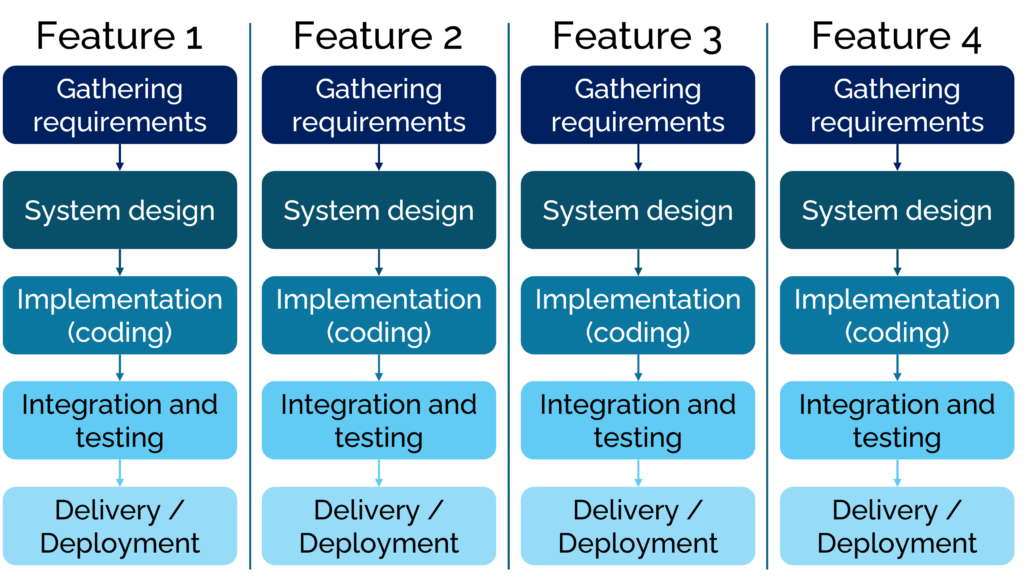 Feature 1
Gathering
requirements
System design
Implementation
(coding)
Integration and
testing
Delivery /
Deployment
Feature 2
Gathering
requirements
System design
Implementation
(coding)
Integration and
testing
Delivery /
Deployment
Feature 3
Gathering
requirements
System design
Implementation
(coding)
Integration and
testing
Delivery /
Deployment
Feature 4
Gathering
requirements
System design
Implementation
(coding)
Integration and
testing
Delivery /
Deployment